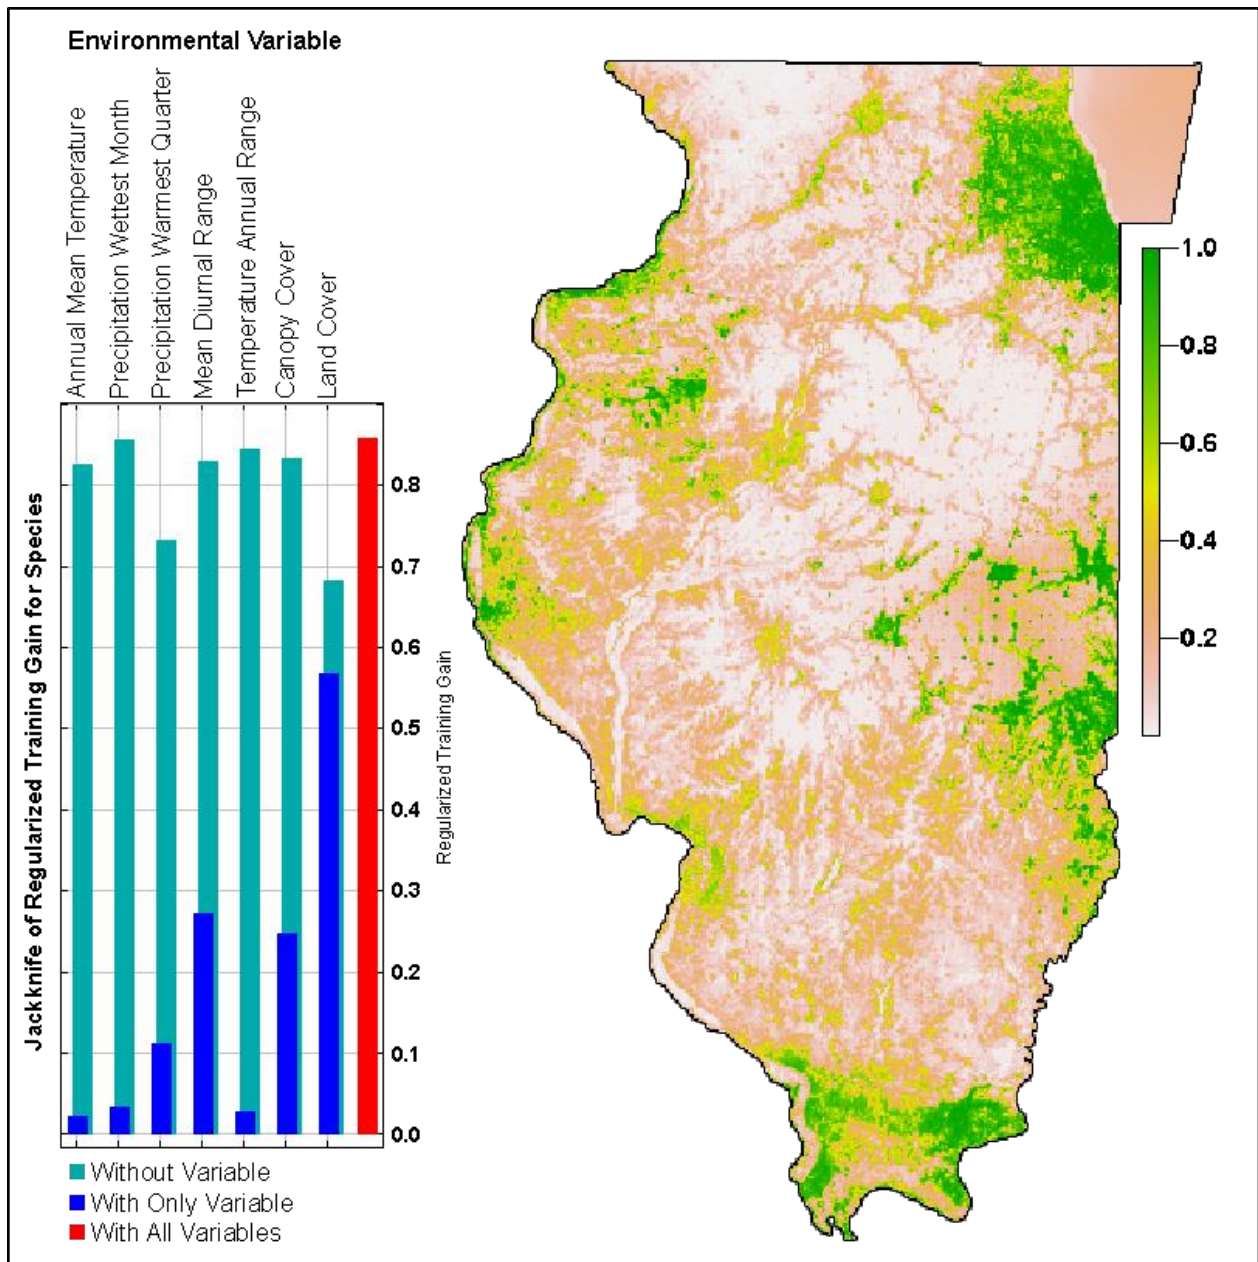 Environmental Variable
Annual Mean Temperature
Precipitation Wettest Month
Precipitation Warmest Quarter
Mean Diurnal Range
Temperature Annual Range
Canopy Cover
Land Cover
Jackknife of Regularized Training Gain for Species
0.8
0.7
0.6
0.5
0.4
0.3
0.2
0.1
0.0
Regularized Training Gain
Without Variable
With Only Variable
With All Variables
1.0
0.8
0.6
0.4
0.2